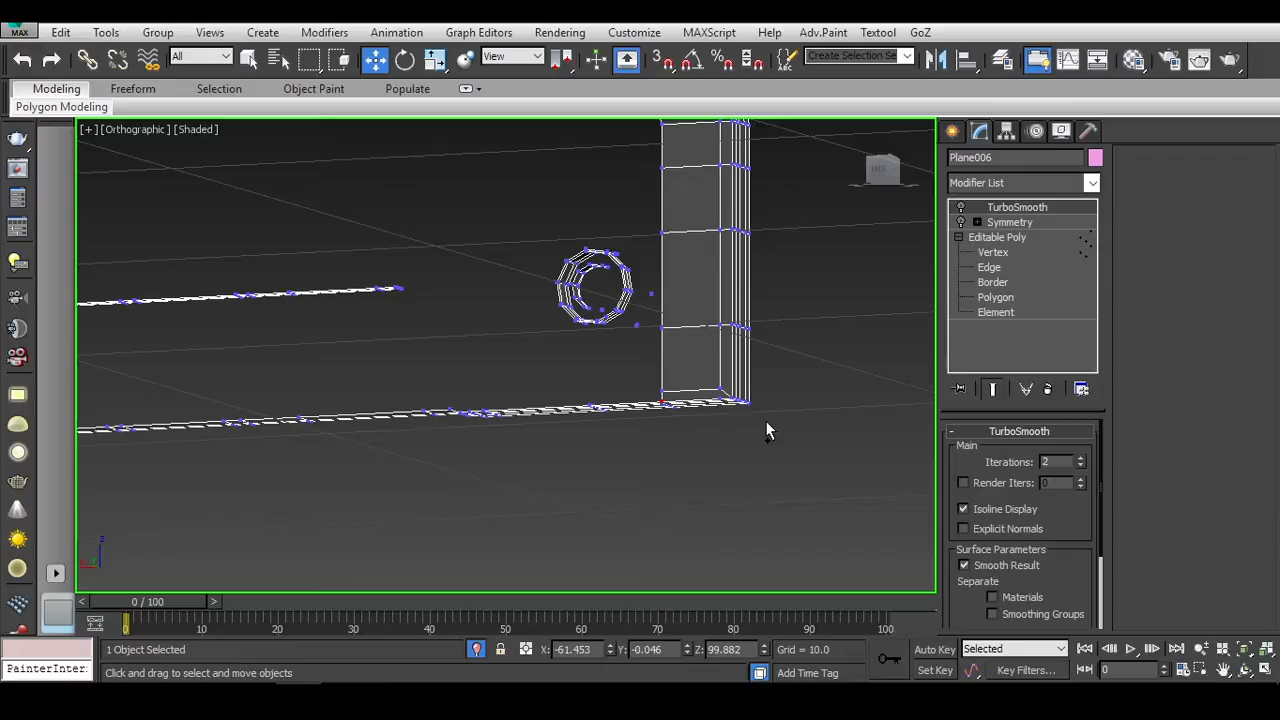 MAX
Edit Tools Group Views Create Modifiers Animation Graph Editors Rendering Customize MAXScript Help Adv.Paint Textool GoZ
All View 3 Create Selection Se
Modeling Freeform Selection Object Paint Populate
Polygon Modeling
[+] [Orthographic] [Shaded]
Plane006
Modifier List
TurboSmooth
Symmetry
Editable Poly
Vertex
Edge
Border
Polygon
Element
- TurboSmooth
Main
Iterations: 2
Render Iters: 0
Isoline Display
Explicit Normals
Surface Parameters
Smooth Result
Separate
Materials
Smoothing Groups
z
< 0 / 100 >
0 10 20 30 40 50 60 70 80 90 100
1 Object Selected X: -61.453 Y: -0.046 Z: 99.882 Grid = 10.0 Auto Key Selected
PainterInter Click and drag to select and move objects Add Time Tag Set Key Key Filters... 0